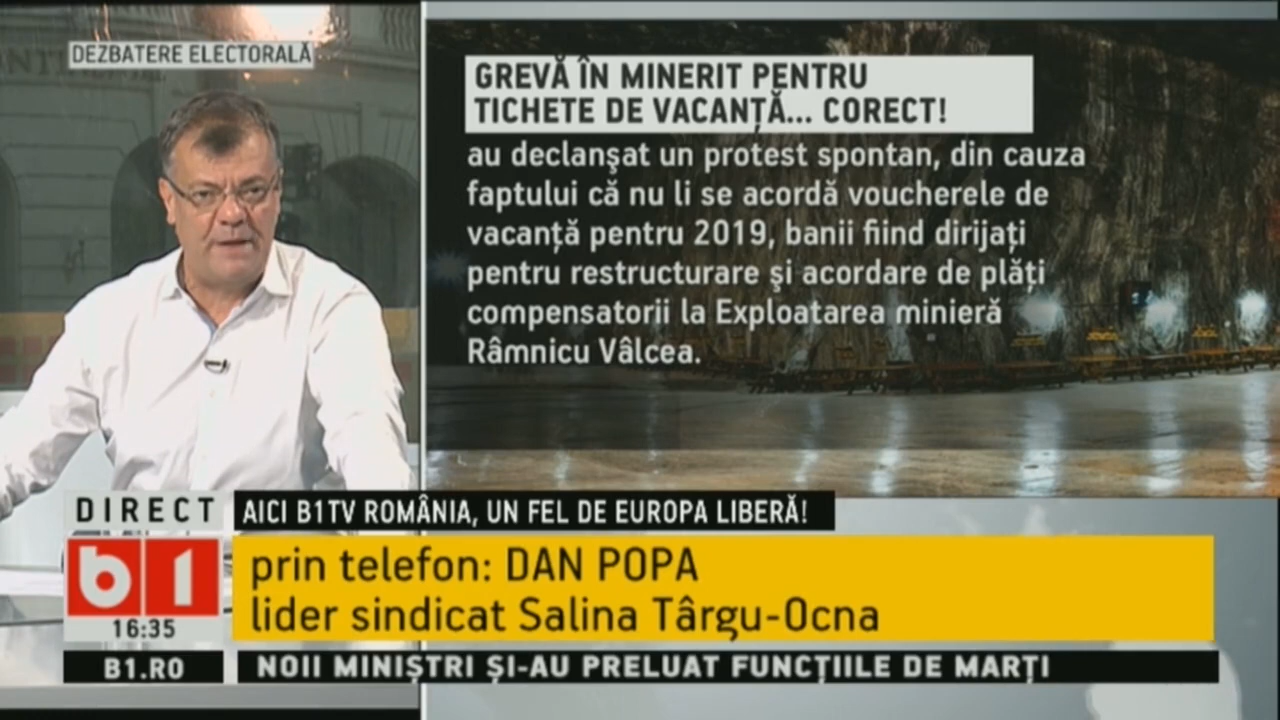 DEZBATERE ELECTORALĂ
GREVĂ ÎN MINERIT PENTRU
TICHETE DE VACANȚĂ... CORECT!
au declanşat un protest spontan, din cauza
faptului că nu li se acordă voucherele de
vacanţă pentru 2019, banii fiind dirijaţi
pentru restructurare şi acordare de plăţi
compensatorii la Exploatarea minieră
Râmnicu Vâlcea.
DIRECT
AICI B1TV ROMÂNIA, UN FEL DE EUROPA LIBERĂ!
b1
prin telefon: DAN POPA
lider sindicat Salina Târgu-Ocna
16:35
B1.RO
NOII MINIȘTRI ȘI-AU PRELUAT FUNCȚIILE DE MARȚI